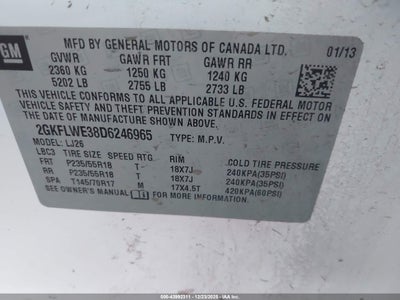 GM
MFD BY GENERAL MOTORS OF CANADA LTD. 01/13
GVWR GAWR FRT GAWR RR
2360 KG 1250 KG 1240 KG
5202 LB 2755 LB 2733 LB
THIS VEHICLE CONFORMS TO ALL APPLICABLE U.S. FEDERAL MOTOR
VEHICLE SAFETY, BUMPER, AND THEFT PREVENTION
STANDARDS IN EFFECT ON THE DATE OF MANUFACTURE SHOWN ABOVE.
2GKFLWE38D6246965 TYPE: M.P.V.
MODEL: LJ26
LBC3 TIRE SIZE SPEED RTG RIM COLD TIRE PRESSURE
FRT P235/55R18 T 18X7J 240KPA(35PSI)
RR P235/55R18 T 18X7J 240KPA(35PSI)
SPA T145/70R17 M 17X4.5T 420KPA(60PSI)
SEE OWNER'S MANUAL FOR ADDITIONAL INFORMATION.
500-43992311 - 12/23/2025 - 00000000